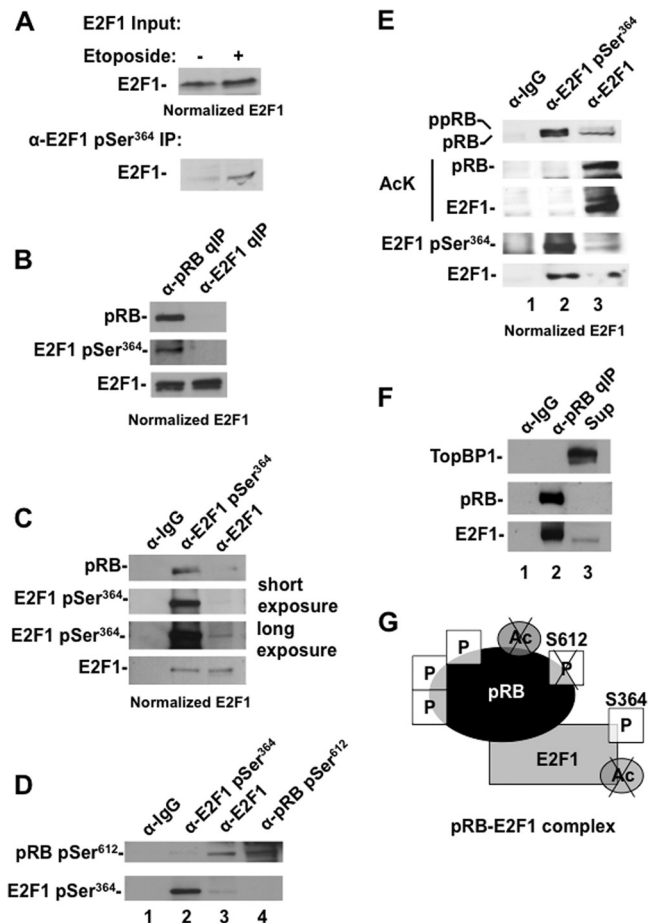 A
E2F1 Input:
Etoposide: - +
E2F1-
Normalized E2F1
α-E2F1 pSer364 IP:
E2F1-
B
α-pRB qIP
α-E2F1 qIP
pRB-
E2F1 pSer364-
E2F1-
Normalized E2F1
C
α-IgG
α-E2F1 pSer364
α-E2F1
pRB-
E2F1 pSer364-
short
exposure
E2F1 pSer364-
long
exposure
E2F1-
Normalized E2F1
D
α-IgG
α-E2F1 pSer364
α-E2F1
α-pRB pSer612
pRB pSer612-
E2F1 pSer364-
1 2 3 4
E
α-IgG
α-E2F1 pSer364
α-E2F1
ppRB
pRB
AcK
pRB-
E2F1-
E2F1 pSer364-
E2F1-
1 2 3
Normalized E2F1
F
α-IgG
α-pRB qIP
Sup
TopBP1-
pRB-
E2F1-
1 2 3
G
Ac
S612
P
P
P
P
pRB
S364
P
E2F1
Ac
pRB-E2F1 complex